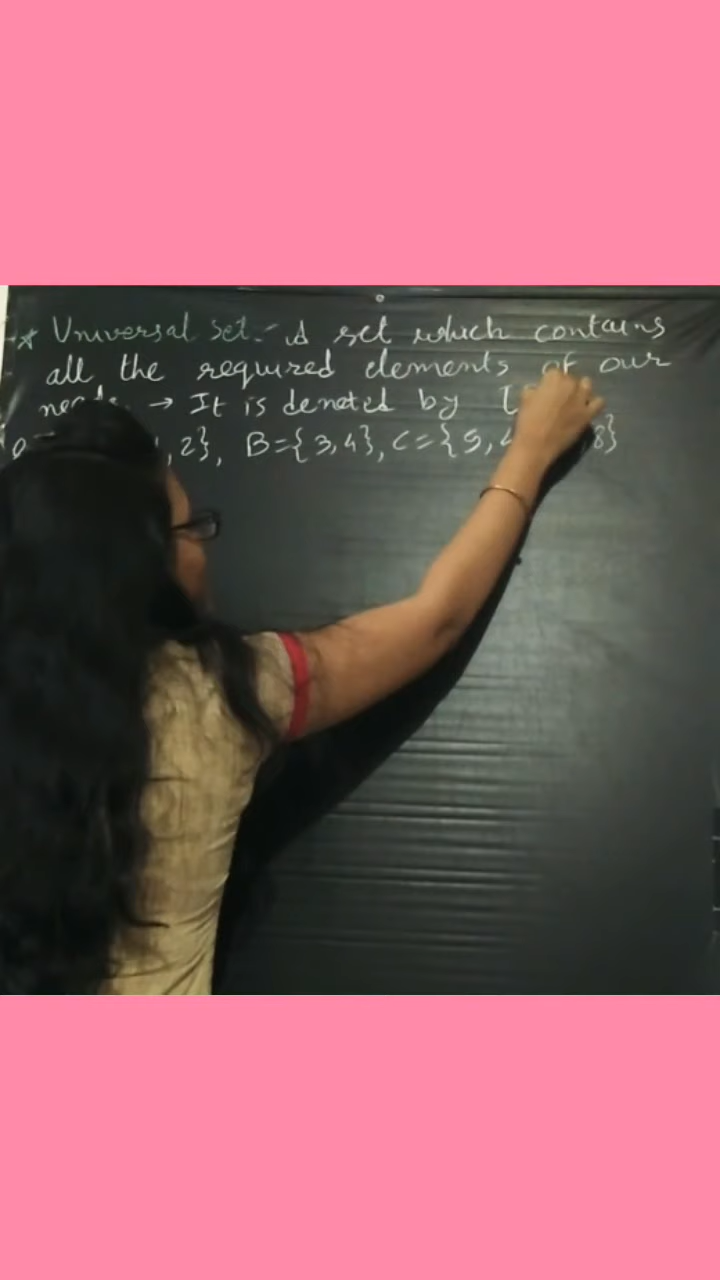 * Universal set:- A set which contains
all the required elements of our
→ It is denoted by
, 2}, B={3,4}, C={5, 8}